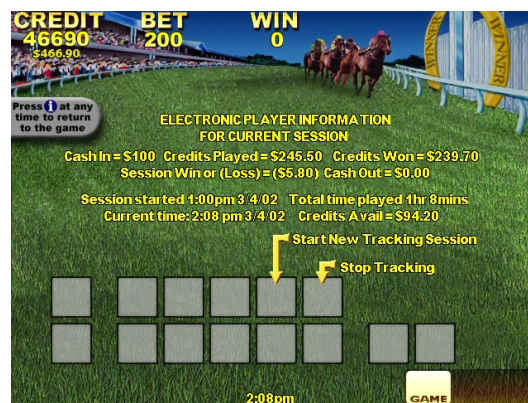 CREDIT BET WIN
46690 200 0
$466.90
WINNER
WINNER
Press i at any
time to return
to the game
ELECTRONIC PLAYER INFORMATION
FOR CURRENT SESSION
Cash In = $100 Credits Played = $245.50 Credits Won = $239.70
Session Win or (Loss) = ($5.80) Cash Out = $0.00
Session started 1:00pm 3/4/02 Total time played 1hr 8mins
Current time: 2:08 pm 3/4/02 Credits Avail = $94.20
Start New Tracking Session
Stop Tracking
2:08pm
GAME